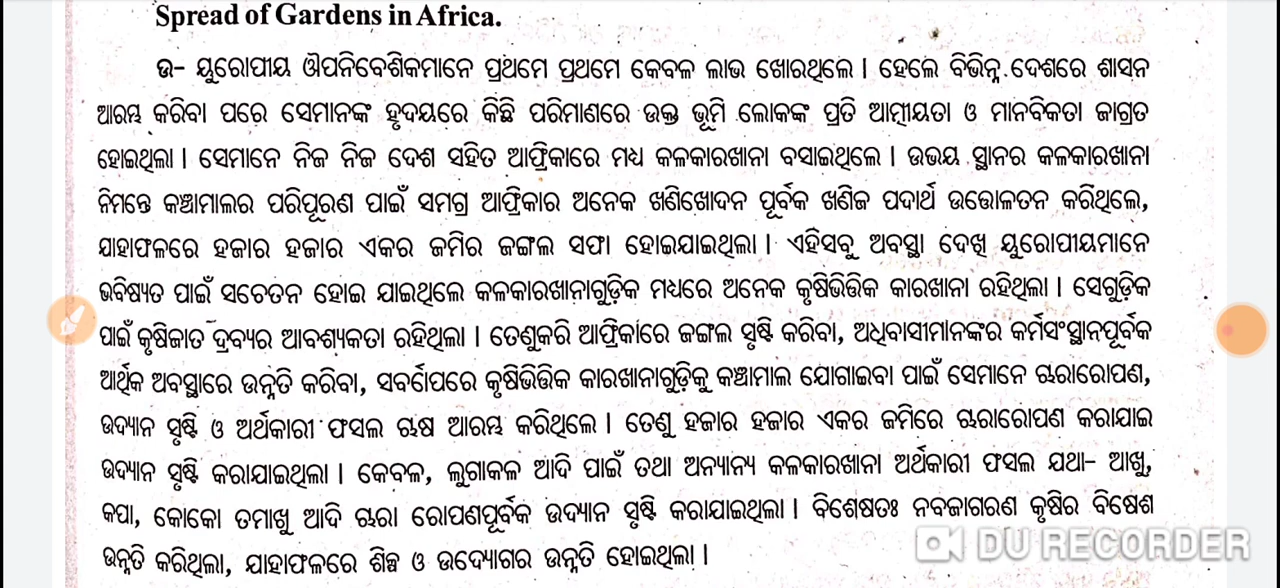 Spread of Gardens in Africa.
ଉ- ୟୁରୋପୀୟ ଔପନିବେଶିକମାନେ ପ୍ରଥମେ ପ୍ରଥମେ କେବଳ ଲାଭ ଖୋରଥିଲେ । ହେଲେ ବିଭିନ୍ନ ଦେଶରେ ଶାସନ
ଆରମ୍ଭ କରିବା ପରେ ସେମାନଙ୍କ ହୃଦୟରେ କିଛି ପରିମାଣରେ ଉକ୍ତ ଭୂମି ଲୋକଙ୍କ ପ୍ରତି ଆତ୍ମୀୟତା ଓ ମାନବିକତା ଜାଗ୍ରତ
ହୋଇଥିଲା । ସେମାନେ ନିଜ ନିଜ ଦେଶ ସହିତ ଆଫ୍ରିକାରେ ମଧ୍ୟ କଳକାରଖାନା ବସାଇଥିଲେ । ଉଭୟ ସ୍ଥାନର କଳକାରଖାନା
ନିମନ୍ତେ କଞ୍ଚାମାଲର ପରିପୂରଣ ପାଇଁ ସମଗ୍ର ଆଫ୍ରିକାର ଅନେକ ଖଣିଖୋଦନ ପୂର୍ବକ ଖଣିଜ ପଦାର୍ଥ ଉତ୍ତୋଳତନ କରିଥିଲେ,
ଯାହାଫଳରେ ହଜାର ହଜାର ଏକର ଜମିର ଜଙ୍ଗଲ ସଫା ହୋଇଯାଇଥିଲା । ଏହିସବୁ ଅବସ୍ଥା ଦେଖି ୟୁରୋପୀୟମାନେ
ଭବିଷ୍ୟତ ପାଇଁ ସଚେତନ ହୋଇ ଯାଇଥିଲେ କଳକାରଖାନାଗୁଡ଼ିକ ମଧ୍ୟରେ ଅନେକ କୃଷିଭିତ୍ତିକ କାରଖାନା ରହିଥିଲା । ସେଗୁଡ଼ିକ
ପାଇଁ କୃଷିଜାତ ଦ୍ରବ୍ୟର ଆବଶ୍ୟକତା ରହିଥିଲା । ତେଣୁକରି ଆଫ୍ରିକାରେ ଜଙ୍ଗଲ ସୃଷ୍ଟି କରିବା, ଅଧିବାସୀମାନଙ୍କର କର୍ମସଂସ୍ଥାନପୂର୍ବକ
ଆର୍ଥିକ ଅବସ୍ଥାରେ ଉନ୍ନତି କରିବା, ସବର୍ଣୋପରେ କୃଷିଭିତ୍ତିକ କାରଖାନାଗୁଡ଼ିକୁ କଞ୍ଚାମାଲ ଯୋଗାଇବା ପାଇଁ ସେମାନେ ଋରାରୋପଣ,
ଉଦ୍ୟାନ ସୃଷ୍ଟି ଓ ଅର୍ଥକାରୀ ଫସଲ ଋଷ ଆରମ୍ଭ କରିଥିଲେ । ତେଣୁ ହଜାର ହଜାର ଏକର ଜମିରେ ଋରାରୋପଣ କରାଯାଇ
ଉଦ୍ୟାନ ସୃଷ୍ଟି କରାଯାଇଥିଲା । କେବଳ, ଲୁଗାକଳ ଆଦି ପାଇଁ ତଥା ଅନ୍ୟାନ୍ୟ କଳକାରଖାନା ଅର୍ଥକାରୀ ଫସଲ ଯଥା- ଆଖୁ,
କପା, କୋକୋ ତମାଖୁ ଆଦି ଋରା ରୋପଣପୂର୍ବକ ଉଦ୍ୟାନ ସୃଷ୍ଟି କରାଯାଇଥିଲା । ବିଶେଷତଃ ନବଜାଗରଣ କୃଷିର ବିଷେଶ
ଉନ୍ନତି କରିଥିଲା, ଯାହାଫଳରେ ଶିଳ୍ପ ଓ ଉଦ୍ୟୋଗର ଉନ୍ନତି ହୋଇଥିଲା ।
DU RECORDER